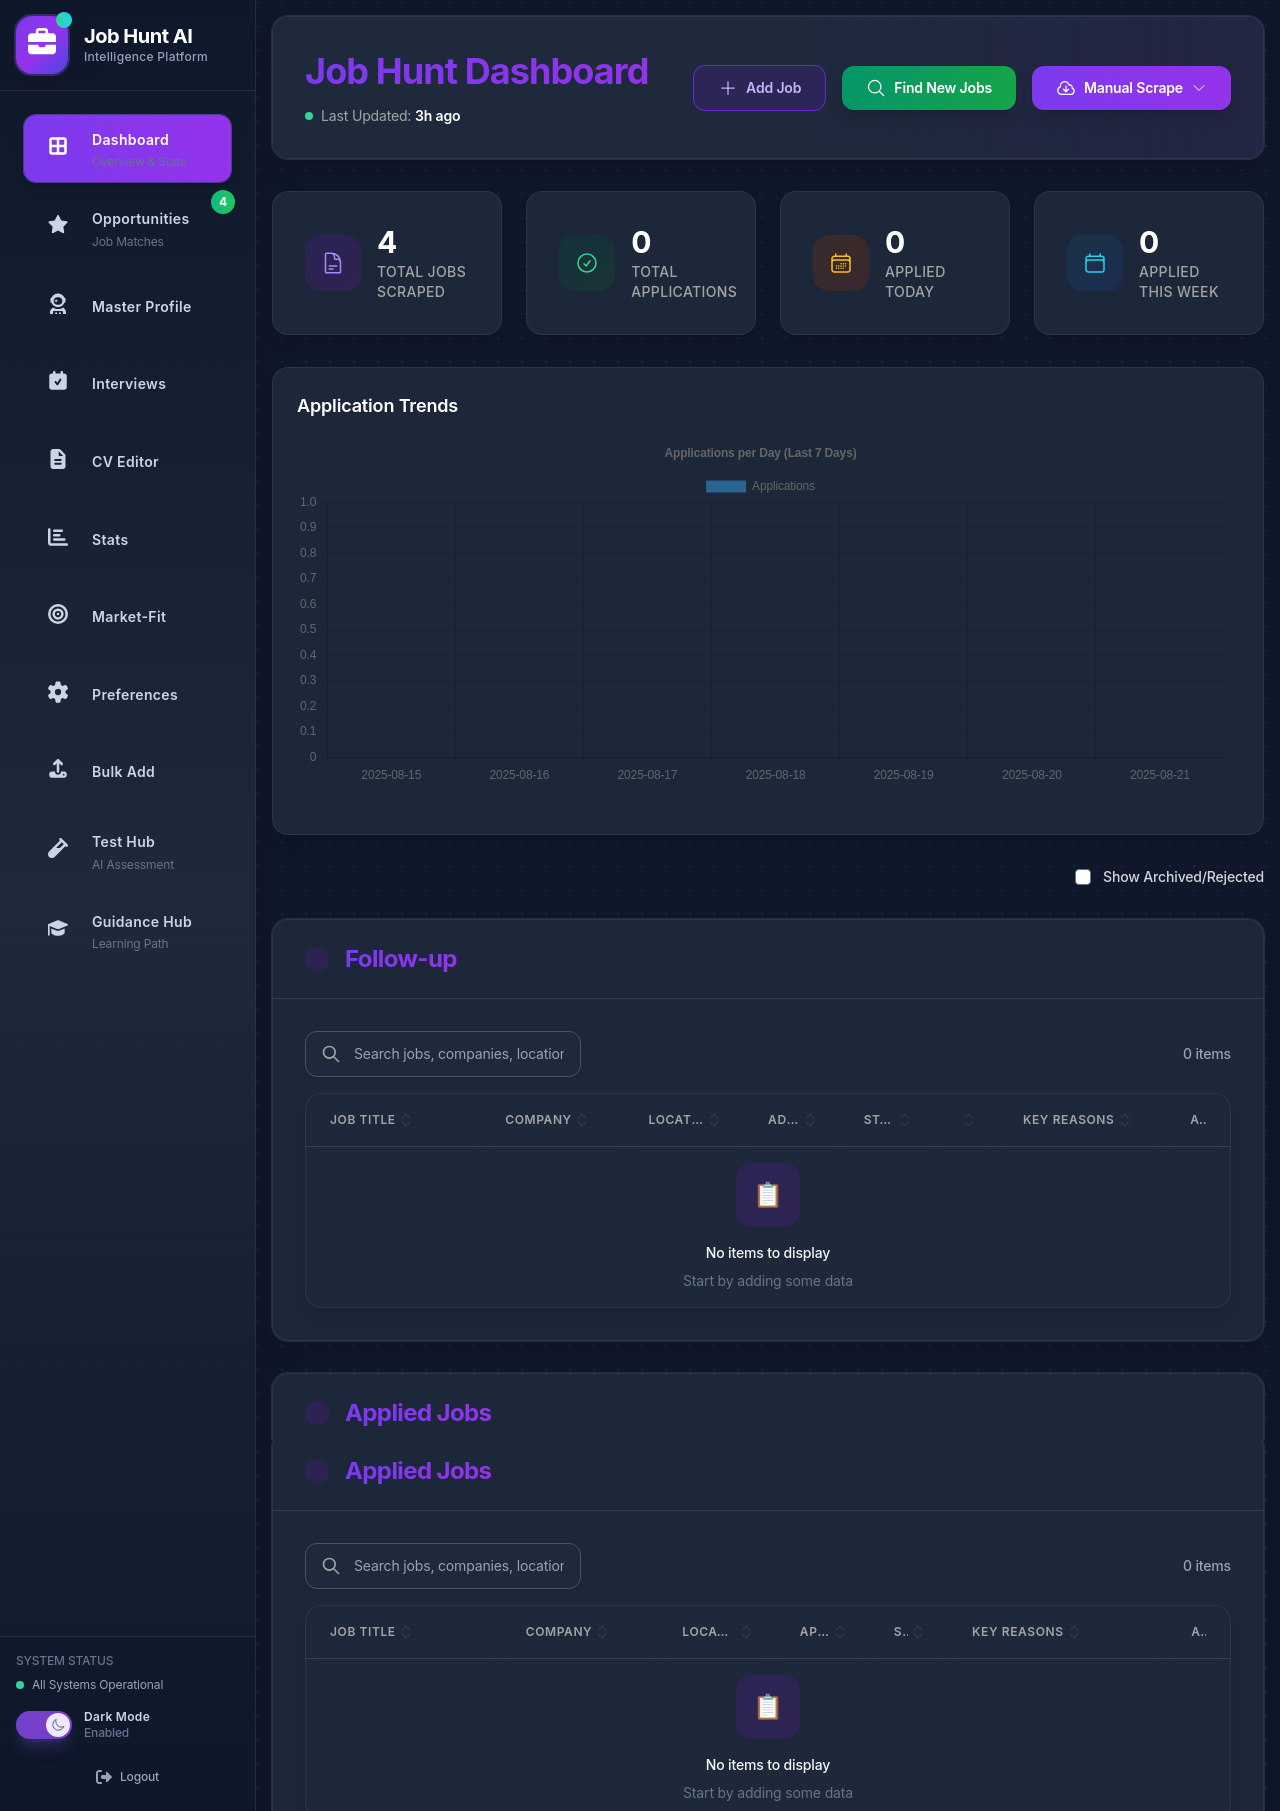 Job Hunt AI
Intelligence Platform
Dashboard
Overview & Stats
4
Opportunities
Job Matches
Master Profile
Interviews
CV Editor
Stats
Market-Fit
Preferences
Bulk Add
Test Hub
AI Assessment
Guidance Hub
Learning Path
SYSTEM STATUS
All Systems Operational
Dark Mode
Enabled
Logout
Job Hunt Dashboard
Last Updated: 3h ago
Add Job
Find New Jobs
Manual Scrape
4
TOTAL JOBS
SCRAPED
0
TOTAL
APPLICATIONS
0
APPLIED
TODAY
0
APPLIED
THIS WEEK
Application Trends
Applications per Day (Last 7 Days)
Applications
1.0
0.9
0.8
0.7
0.6
0.5
0.4
0.3
0.2
0.1
0
2025-08-15 2025-08-16 2025-08-17 2025-08-18 2025-08-19 2025-08-20 2025-08-21
Show Archived/Rejected
Follow-up
Search jobs, companies, location
0 items
JOB TITLE COMPANY LOCAT... AD... ST... KEY REASONS A..
No items to display
Start by adding some data
Applied Jobs
Applied Jobs
Search jobs, companies, location
0 items
JOB TITLE COMPANY LOCA... AP... S.. KEY REASONS A..
No items to display
Start by adding some data